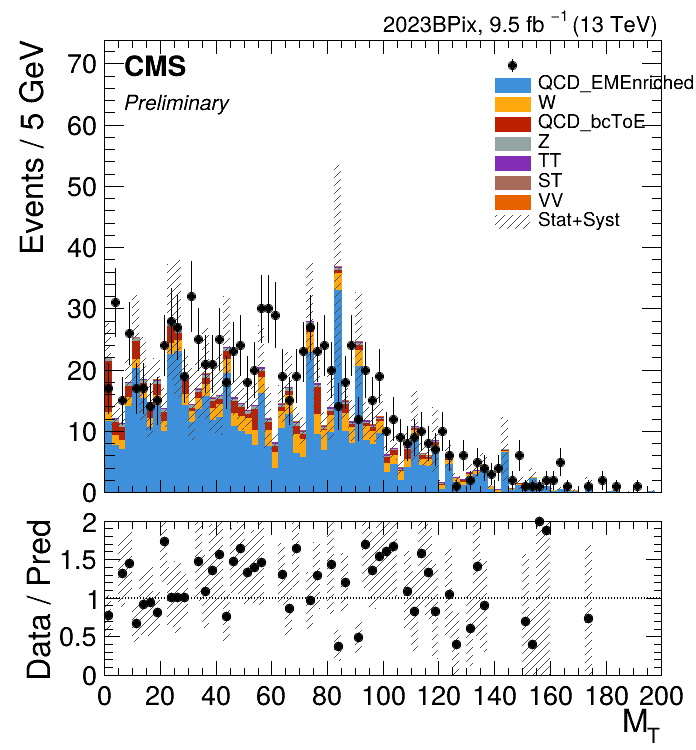 2023BPix, 9.5 fb −1 (13 TeV)
CMS
Preliminary
Events / 5 GeV
70
60
50
40
30
20
10
0
QCD_EMEnriched
W
QCD_bcToE
Z
TT
ST
VV
Stat+Syst
Data / Pred
2
1.5
1
0.5
0
0 20 40 60 80 100 120 140 160 180 200
M_T